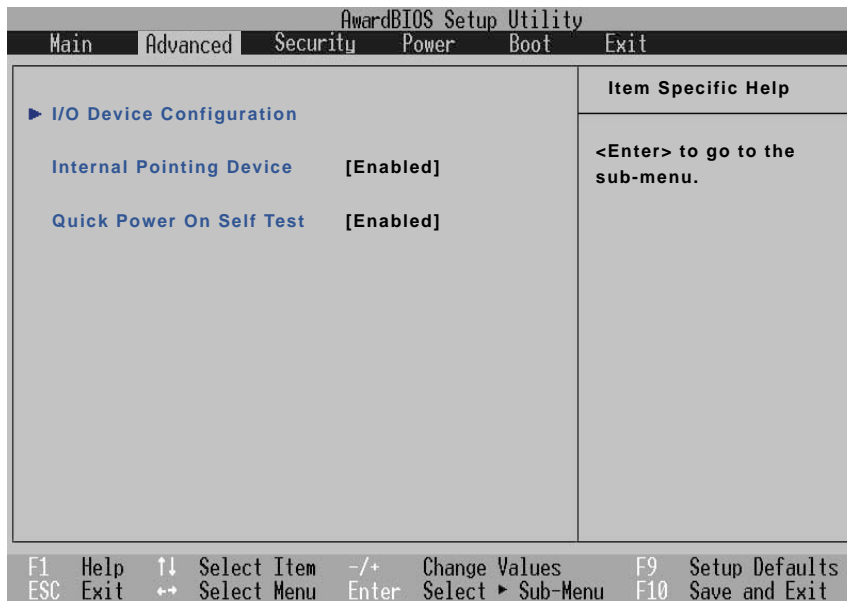 AwardBIOS Setup Utility
Main Advanced Security Power Boot Exit
▶ I/O Device Configuration
Internal Pointing Device [Enabled]
Quick Power On Self Test [Enabled]
Item Specific Help
<Enter> to go to the
sub-menu.
F1 Help ↑↓ Select Item -/+ Change Values F9 Setup Defaults
ESC Exit ←→ Select Menu Enter Select ▶ Sub-Menu F10 Save and Exit